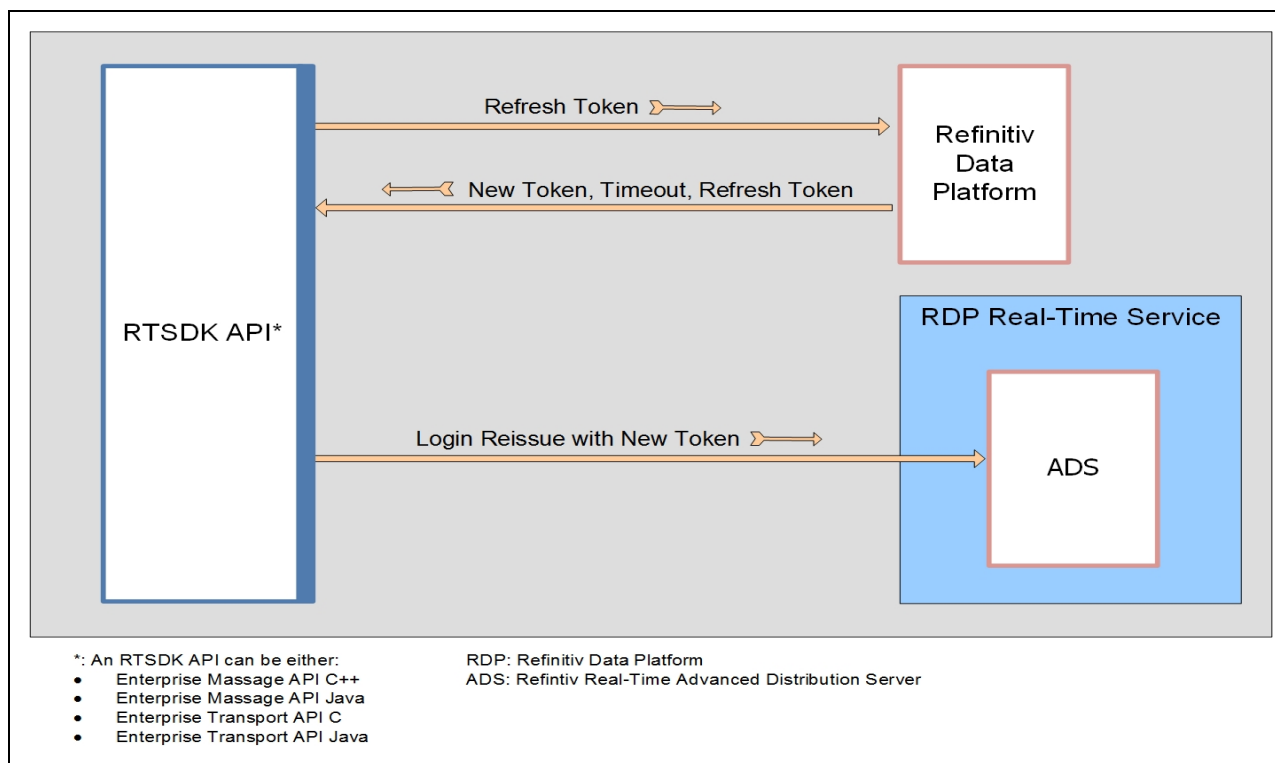 Refresh Token
Refinitiv
Data
Platform
New Token, Timeout, Refresh Token
RTSDK API*
RDP Real-Time Service
Login Reissue with New Token
ADS
*: An RTSDK API can be either:
• Enterprise Massage API C++
• Enterprise Massage API Java
• Enterprise Transport API C
• Enterprise Transport API Java
RDP: Refinitiv Data Platform
ADS: Refintiv Real-Time Advanced Distribution Server